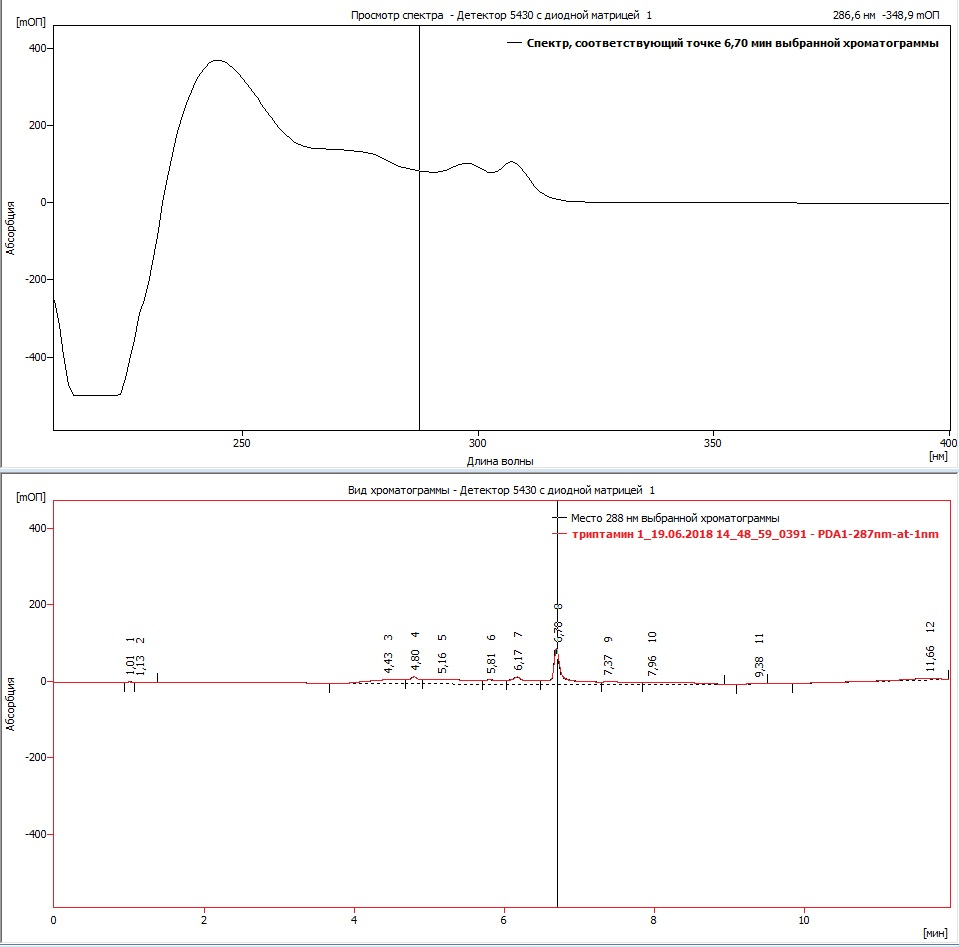 Просмотр спектра - Детектор 5430 с диодной матрицей 1
286,6 нм -348,9 mОП
[mОП]
Спектр, соответствующий точке 6,70 мин выбранной хроматограммы
400
200
0
-200
-400
Абсорбция
250
300
350
400
Длина волны
[нм]
Вид хроматограммы - Детектор 5430 с диодной матрицей 1
[mОП]
Место 288 нм выбранной хроматограммы
триптамин 1_19.06.2018 14_48_59_0391 - PDA1-287nm-at-1nm
400
200
0
-200
-400
Абсорбция
1,01 1
1,13 2
4,43 3
4,80 4
5,16 5
5,81 6
6,17 7
8
7,37 9
7,96 10
9,38 11
11,66 12
0
2
4
6
8
10
[мин]